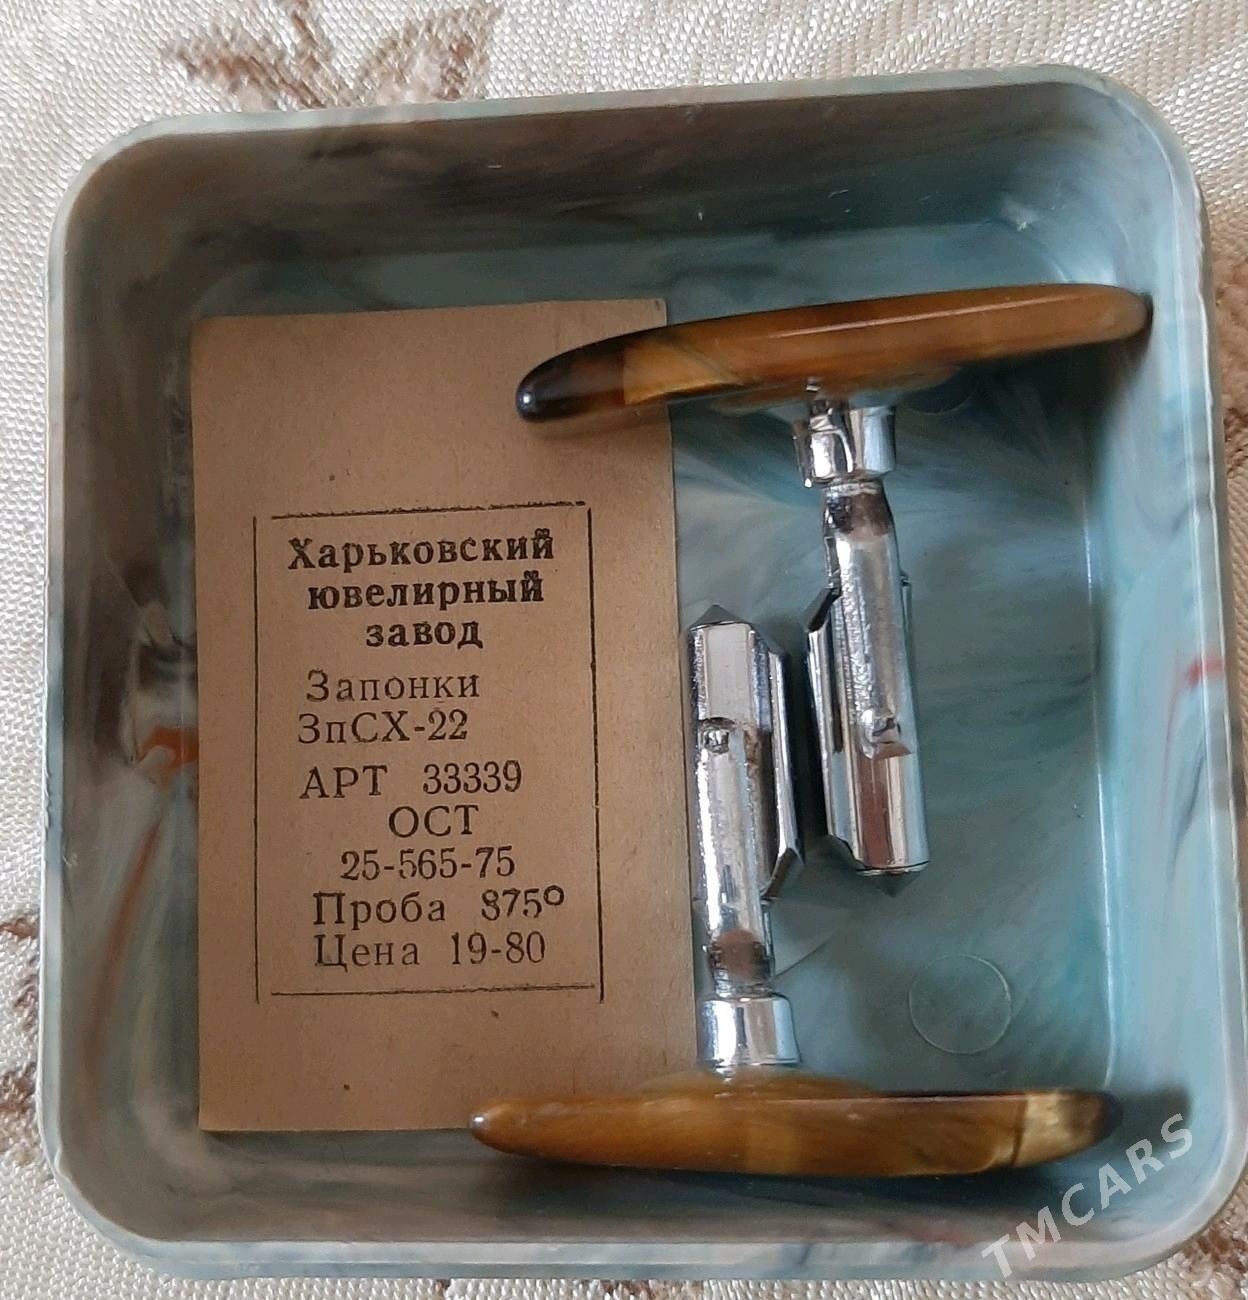 Харьковский
ювелирный
завод
Запонки
ЗпСХ-22
АРТ 33339
ОСТ
25-565-75
Проба 875°
Цена 19-80
TMCARS